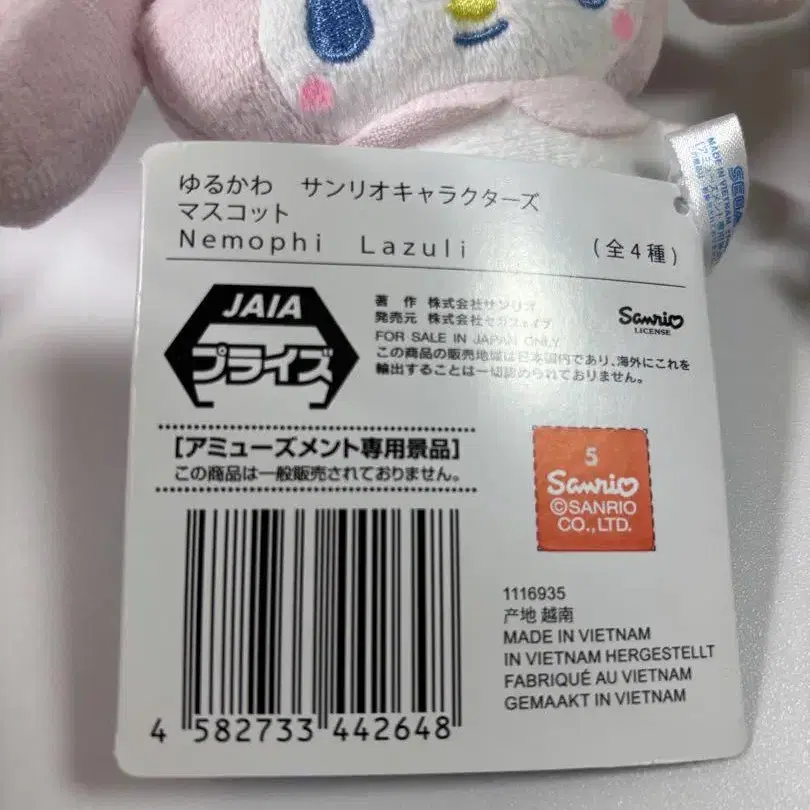 ゆるかわ　サンリオキャラクターズ
マスコット
Nemophi Lazuli
(全4種)
JAIA
プライズ
著 作 株式会社サンリオ
発売元 株式会社セガフェイブ
FOR SALE IN JAPAN ONLY
この商品の販売地域は日本国内であり、海外にこれを
輸出することは一切認められておりません。
Sanrio
LICENSE
[アミューズメント専用景品]
この商品は一般販売されておりません。
5
Sanrio
©SANRIO
CO.,LTD.
4 582733 442648
1116935
产地 越南
MADE IN VIETNAM
IN VIETNAM HERGESTELLT
FABRIQUÉ AU VIETNAM
GEMAAKT IN VIETNAM
SEGA
MADE IN VIETNAM